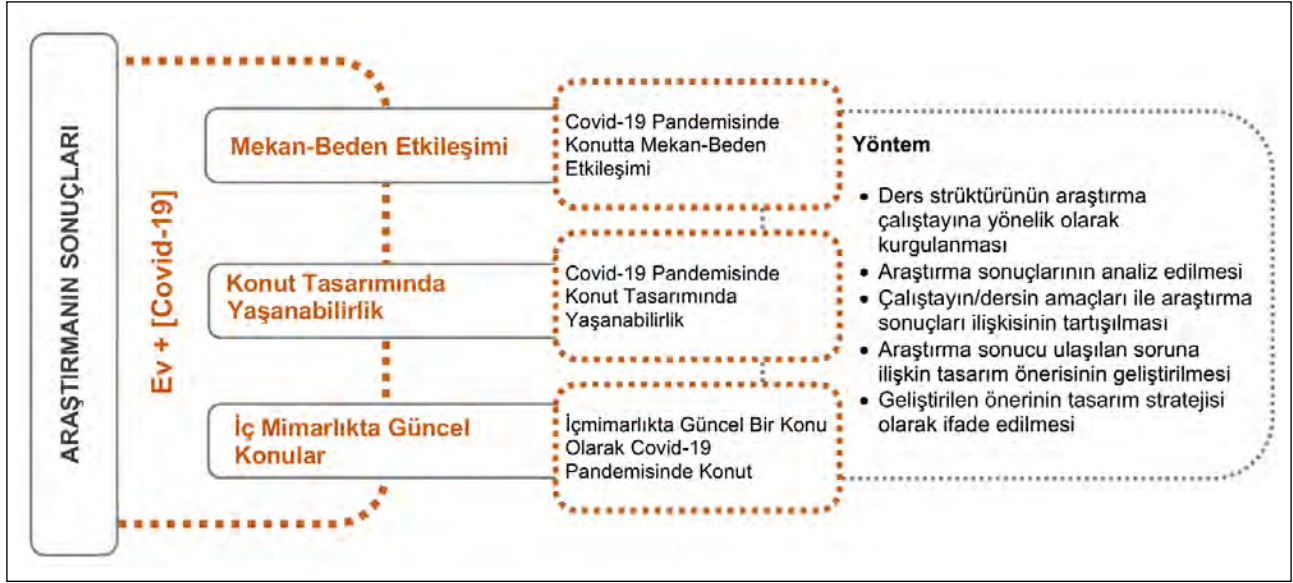 ARAŞTIRMANIN SONUÇLARI
Ev + [Covid-19]
Mekan-Beden Etkileşimi
Covid-19 Pandemisinde
Konutta Mekan-Beden
Etkileşimi
Konut Tasarımında
Yaşanabilirlik
Covid-19 Pandemisinde
Konut Tasarımında
Yaşanabilirlik
İç Mimarlıkta Güncel
Konular
İçmimarlıkta Güncel Bir Konu
Olarak Covid-19
Pandemisinde Konut
Yöntem
• Ders strüktürünün araştırma
çalıştayına yönelik olarak
kurgulanması
• Araştırma sonuçlarının analiz edilmesi
• Çalıştayın/dersin amaçları ile araştırma
sonuçları ilişkisinin tartışılması
• Araştırma sonucu ulaşılan soruna
ilişkin tasarım önerisinin geliştirilmesi
• Geliştirilen önerinin tasarım stratejisi
olarak ifade edilmesi